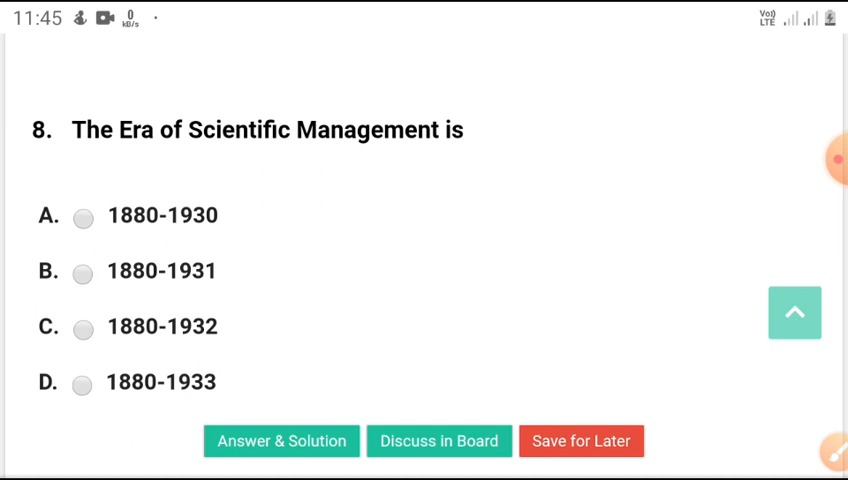 11:45 0 kB/s · Vo)) LTE
8. The Era of Scientific Management is
A. 1880-1930
B. 1880-1931
C. 1880-1932
D. 1880-1933
Answer & Solution Discuss in Board Save for Later